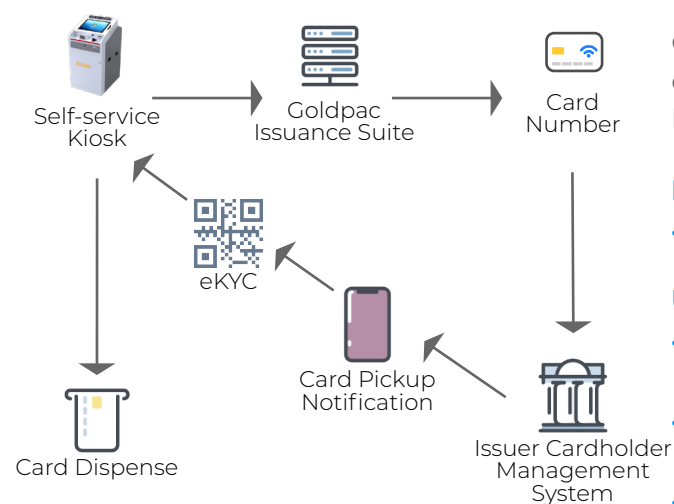 Self-service
Kiosk
Goldpac
Issuance Suite
Card
Number
eKYC
Card Pickup
Notification
Card Dispense
Issuer Cardholder
Management
System